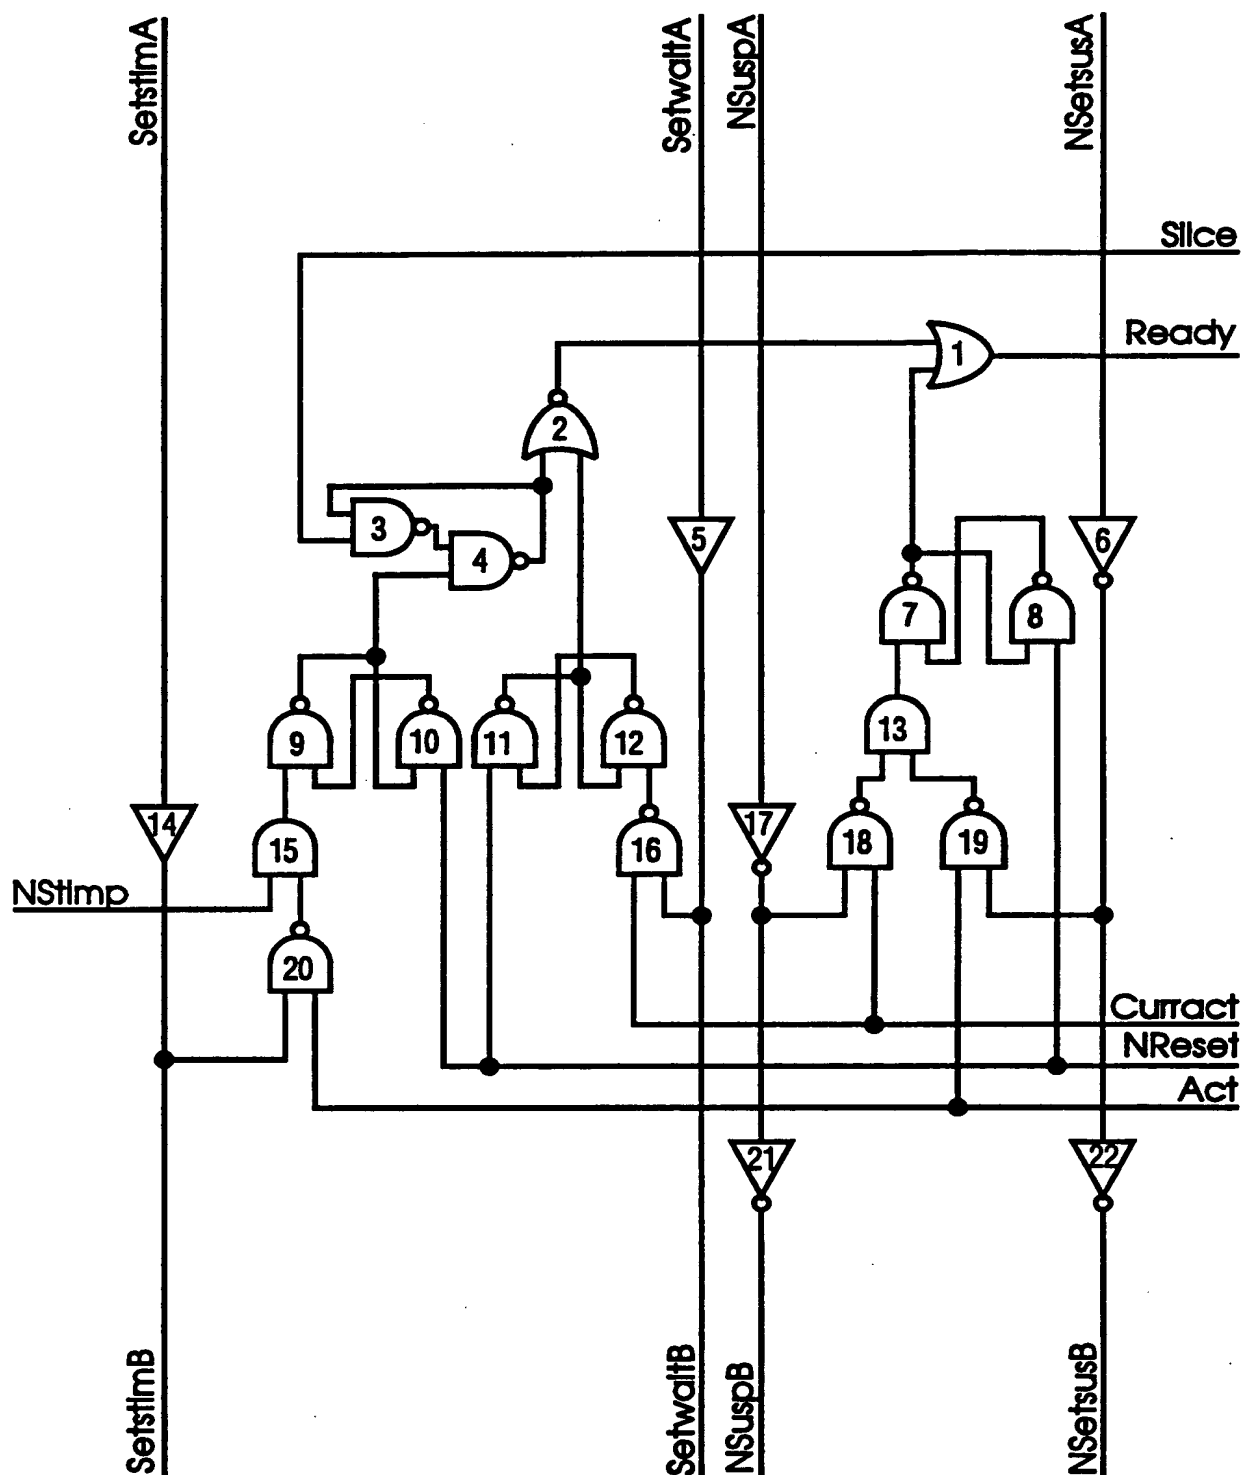 SetstimA
SetwaitA
NSuspA
NSetsusA
Slice
Ready
1
2
3
4
5
6
7
8
9
10
11
12
13
14
15
16
17
18
19
NStimp
20
Curract
NReset
Act
21
22
SetstimB
SetwaitB
NSuspB
NSetsusB